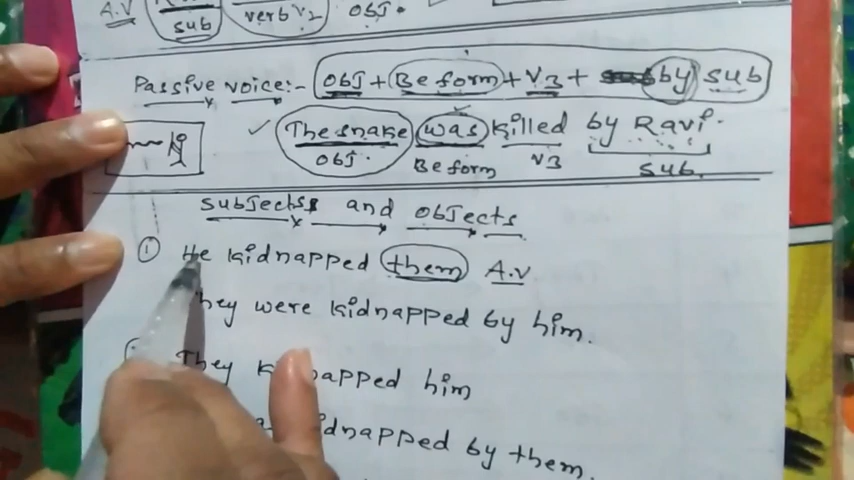 A.V sub verb V2 obj.
Passive voice:- obj + Be form + V3 + by sub
The snake was killed by Ravi.
obj. Be form V3 sub.
subjects and objects
① He kidnapped them A.V
They were kidnapped by him.
They kidnapped him
kidnapped by them.